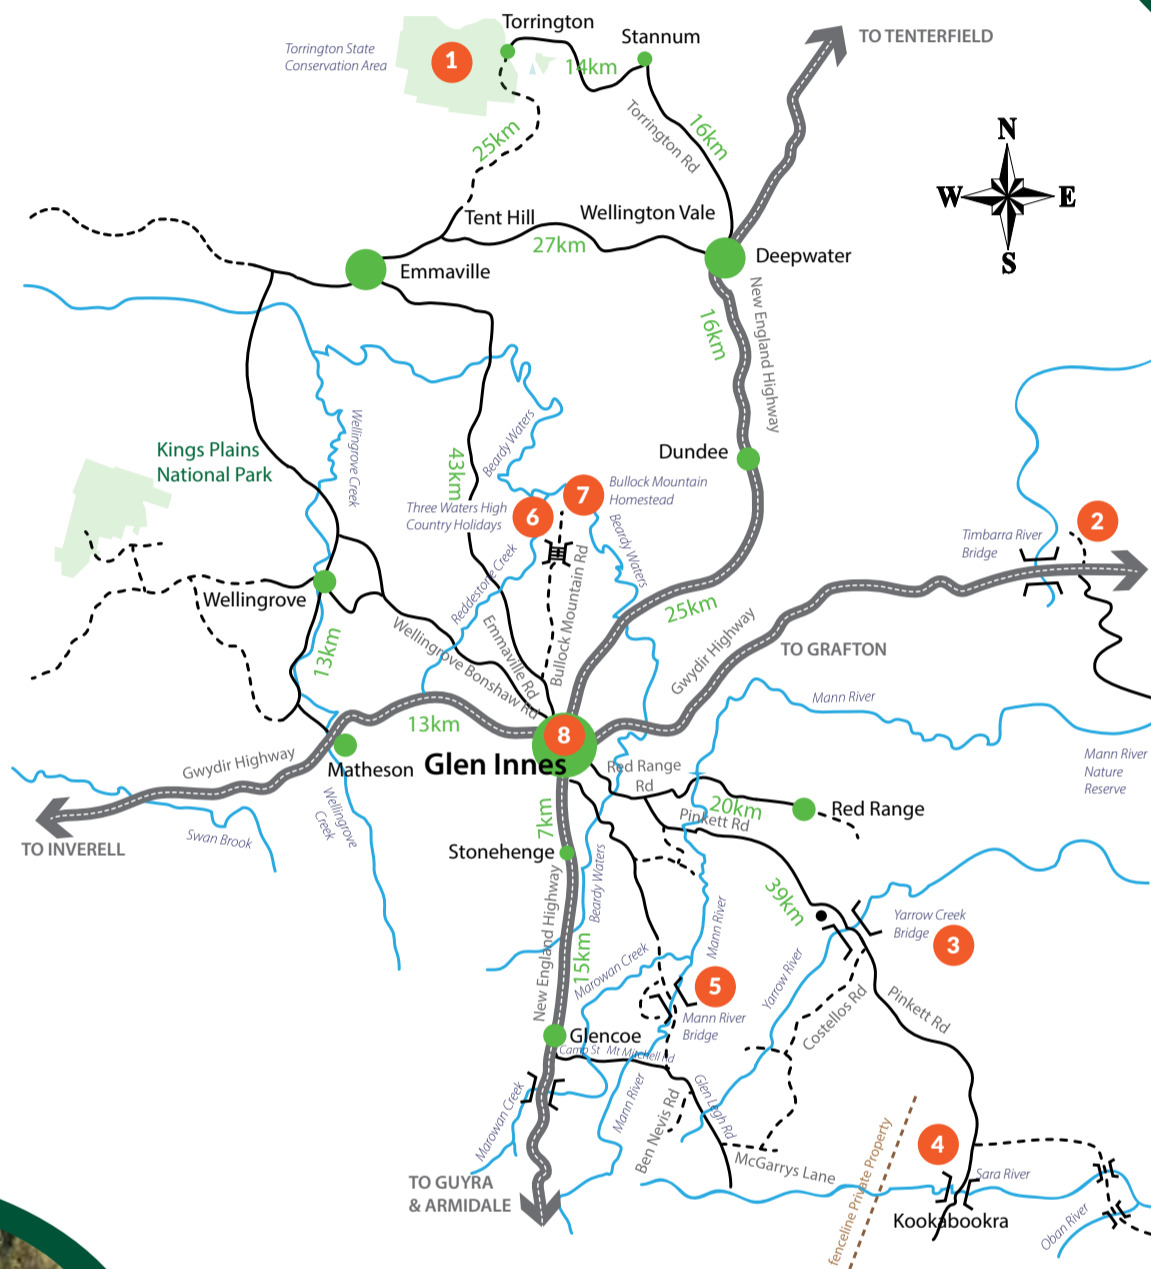 Torrington
Stannum
TO TENTERFIELD
Torrington State
Conservation Area
1
14km
N
W
E
S
25km
Torrington Rd
16km
Tent Hill
Wellington Vale
27km
Emmaville
Deepwater
16km
New England Highway
Kings Plains
National Park
Wellingrove Creek
43km
Beardy Waters
Dundee
Three Waters High
Country Holidays
6
7
Bullock Mountain
Homestead
Beardy Waters
Timbarra River
Bridge
2
Reddestone Creek
Bullock Mountain Rd
Wellingrove
13km
Wellingrove Bonshaw Rd
Emmaville Rd
25km
Gwydir Highway
TO GRAFTON
Mann River
13km
8
Glen Innes
Gwydir Highway
Matheson
Mann River
Nature
Reserve
Red Range
Rd
20km
Pinkett Rd
Red Range
TO INVERELL
Swan Brook
Wellingrove
Creek
7km
Stonehenge
New England Highway
Beardy Waters
15km
39km
Mann River
Yarrow Creek
Bridge
3
Marowan Creek
5
Mann River
Bridge
Yarrow River
Costellos Rd
Pinkett Rd
Glencoe
Camp St
Mt Mitchell Rd
Marowan Creek
Mann River
Ben Nevis Rd
Glen Legh Rd
McGarrys Lane
fenceline Private Property
4
Sara River
Kookabookra
Oban River
TO GUYRA
& ARMIDALE